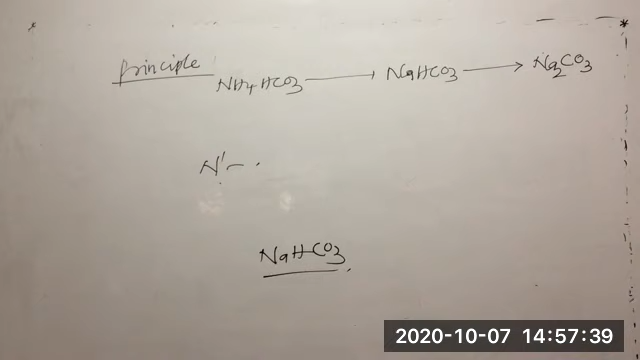 Principle NH4HCO3 → NaHCO3 → Na2CO3
NaHCO3
2020-10-07 14:57:39